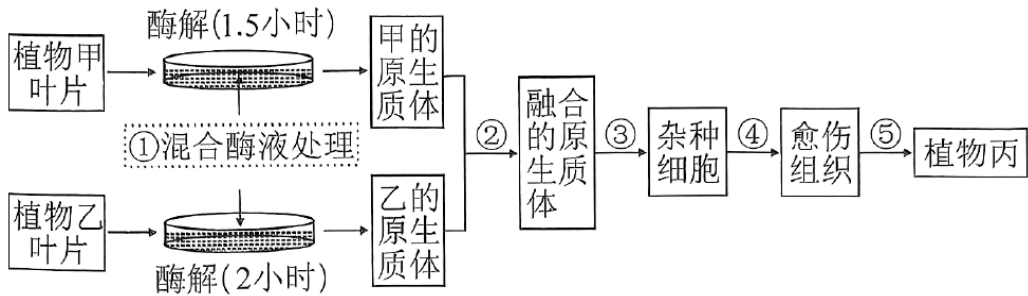 酶解(1.5小时)
植物甲
叶片
甲的
原生
质体
①混合酶液处理
植物乙
叶片
酶解(2小时)
乙的
原生
质体
②
融合
的原
生质
体
③
杂种
细胞
④
愈伤
组织
⑤
植物丙